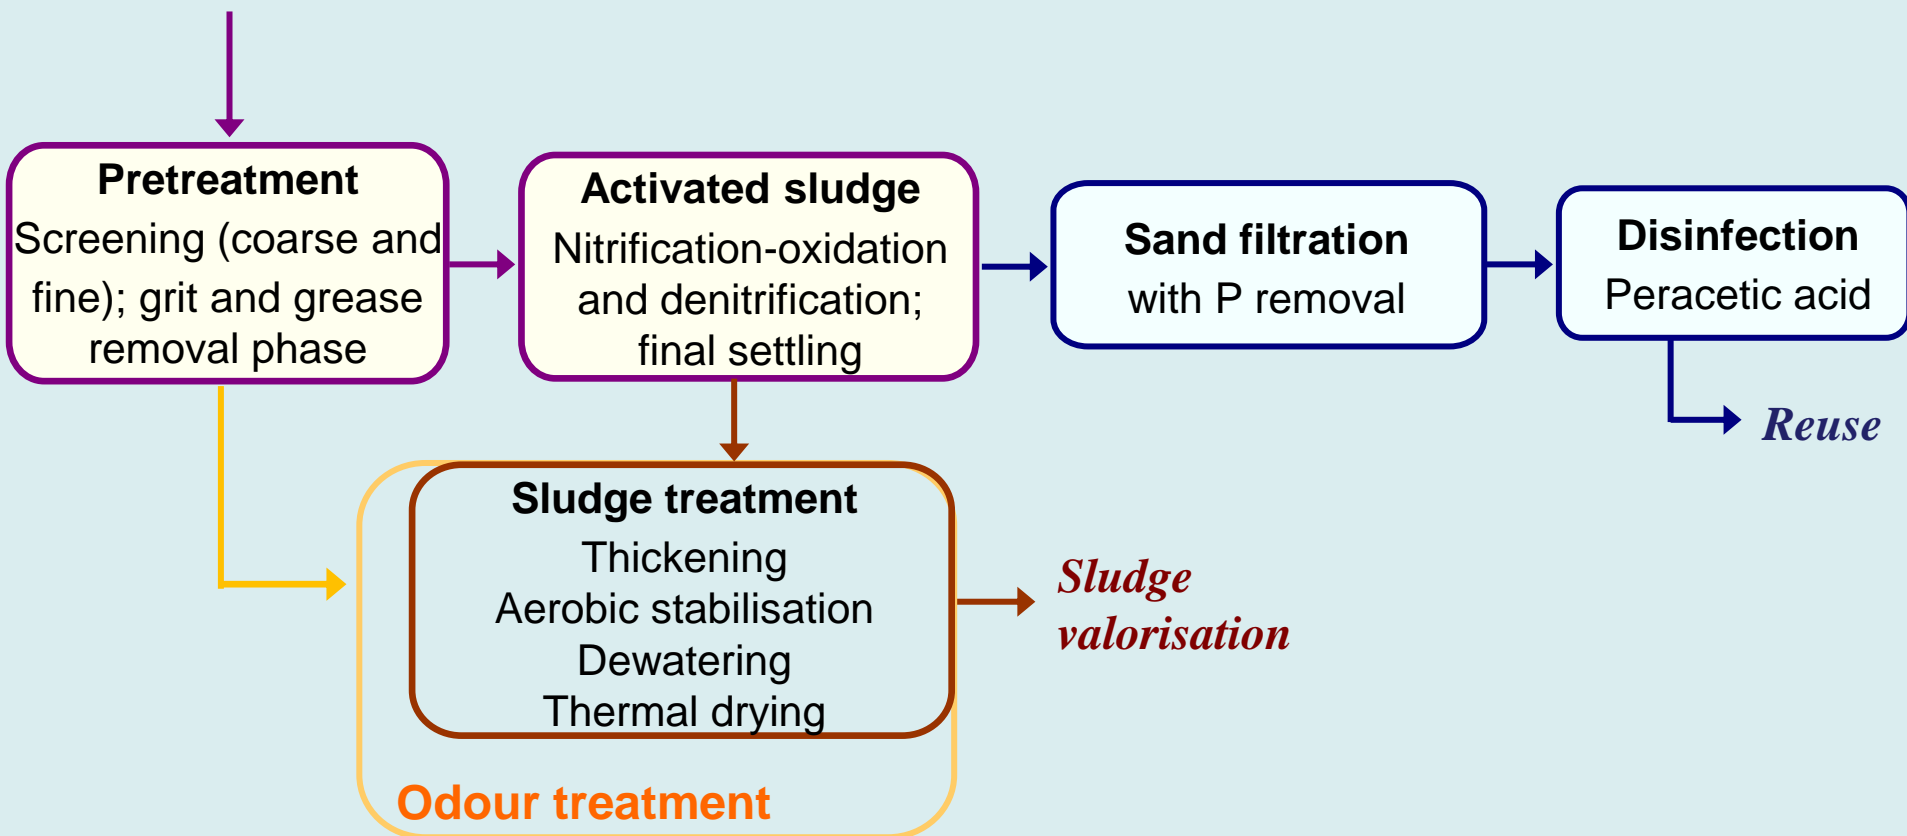 Pretreatment
Screening (coarse and
fine); grit and grease
removal phase
Activated sludge
Nitrification-oxidation
and denitrification;
final settling
Sand filtration
with P removal
Disinfection
Peracetic acid
Reuse
Sludge treatment
Thickening
Aerobic stabilisation
Dewatering
Thermal drying
Sludge
valorisation
Odour treatment